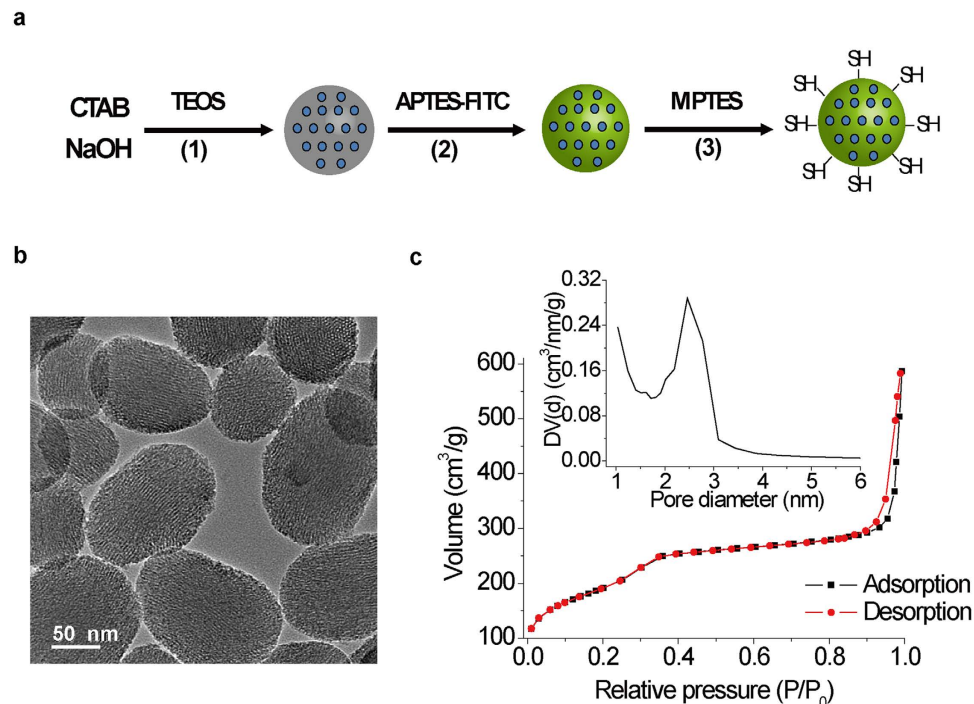 a
CTAB
NaOH
TEOS
(1)
APTES-FITC
(2)
MPTES
(3)
SH
SH
SH
SH
SH
SH
SH
SH
b
50 nm
c
DV(d) (cm³/nm/g)
0.32
0.24
0.16
0.08
0.00
1 2 3 4 5 6
Pore diameter (nm)
Volume (cm³/g)
600
500
400
300
200
100
Adsorption
Desorption
0.0 0.2 0.4 0.6 0.8 1.0
Relative pressure (P/P₀)